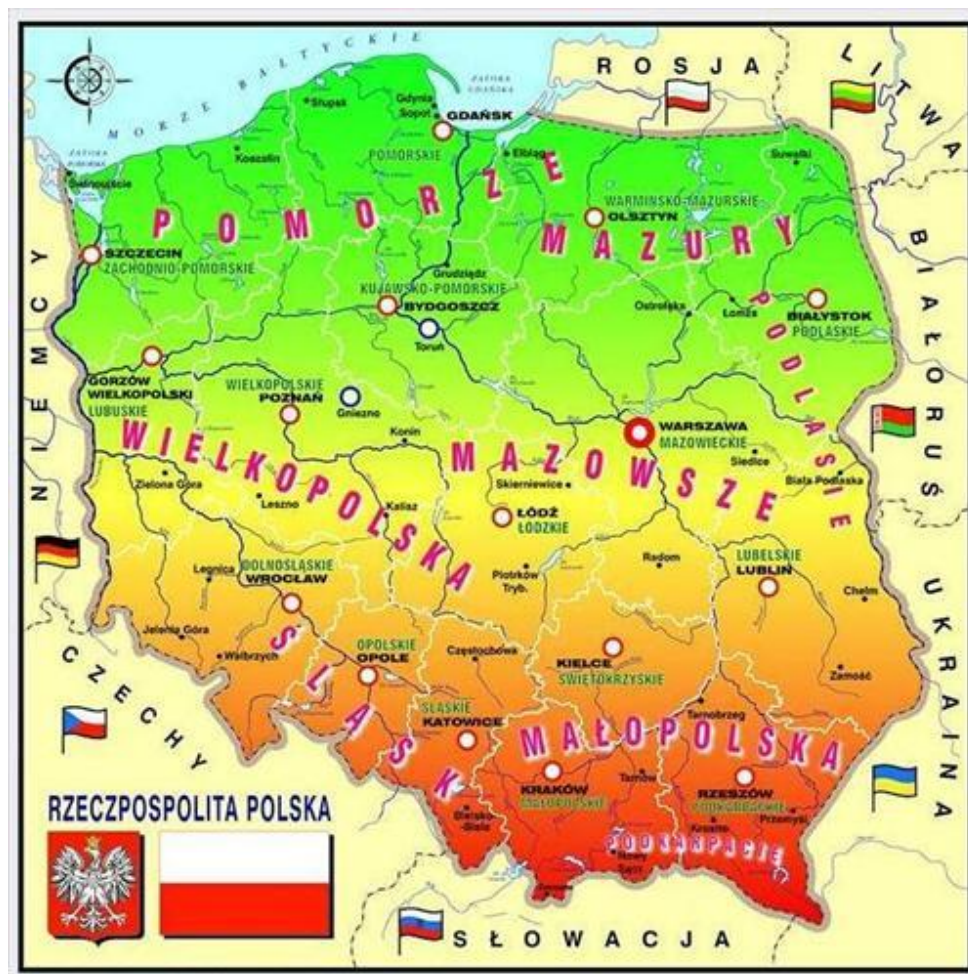 MORZE BAŁTYCKIE
ROSJA
LITWA
ZATOKA
GDAŃSKA
Gdynia
Sopot
Słupsk
GDAŃSK
POMORSKIE
Koszalin
Elbląg
Suwałki
Świnoujście
POMORZE
WARMIŃSKO-MAZURSKIE
OLSZTYN
MAZURY
SZCZECIN
ZACHODNIO-POMORSKIE
Grudziądz
KUJAWSKO-POMORSKIE
BYDGOSZCZ
Toruń
Ostrołęka
Łomża
BIAŁYSTOK
PODLASKIE
PODLASIE
BIAŁORUŚ
NIEMCY
GORZÓW
WIELKOPOLSKI
LUBUSKIE
WIELKOPOLSKIE
POZNAŃ
Gniezno
Konin
WARSZAWA
MAZOWIECKIE
WIELKOPOLSKA
MAZOWSZE
Siedlce
Biała Podlaska
Zielona Góra
Leszno
Kalisz
Skierniewice
ŁÓDŹ
ŁÓDZKIE
Legnica
DOLNOŚLĄSKIE
WROCŁAW
Piotrków
Tryb.
Radom
LUBELSKIE
LUBLIN
Chełm
UKRAINA
Jelenia Góra
Wałbrzych
ŚLĄSK
OPOLSKIE
OPOLE
Częstochowa
KIELCE
ŚWIĘTOKRZYSKIE
Zamość
CZECHY
ŚLĄSKIE
KATOWICE
Tarnobrzeg
MAŁOPOLSKA
KRAKÓW
MAŁOPOLSKIE
Tarnów
RZESZÓW
PODKARPACKIE
Przemyśl
Bielsko
-Biała
Krosno
PODKARPACIE
Nowy
Sącz
RZECZPOSPOLITA POLSKA
SŁOWACJA